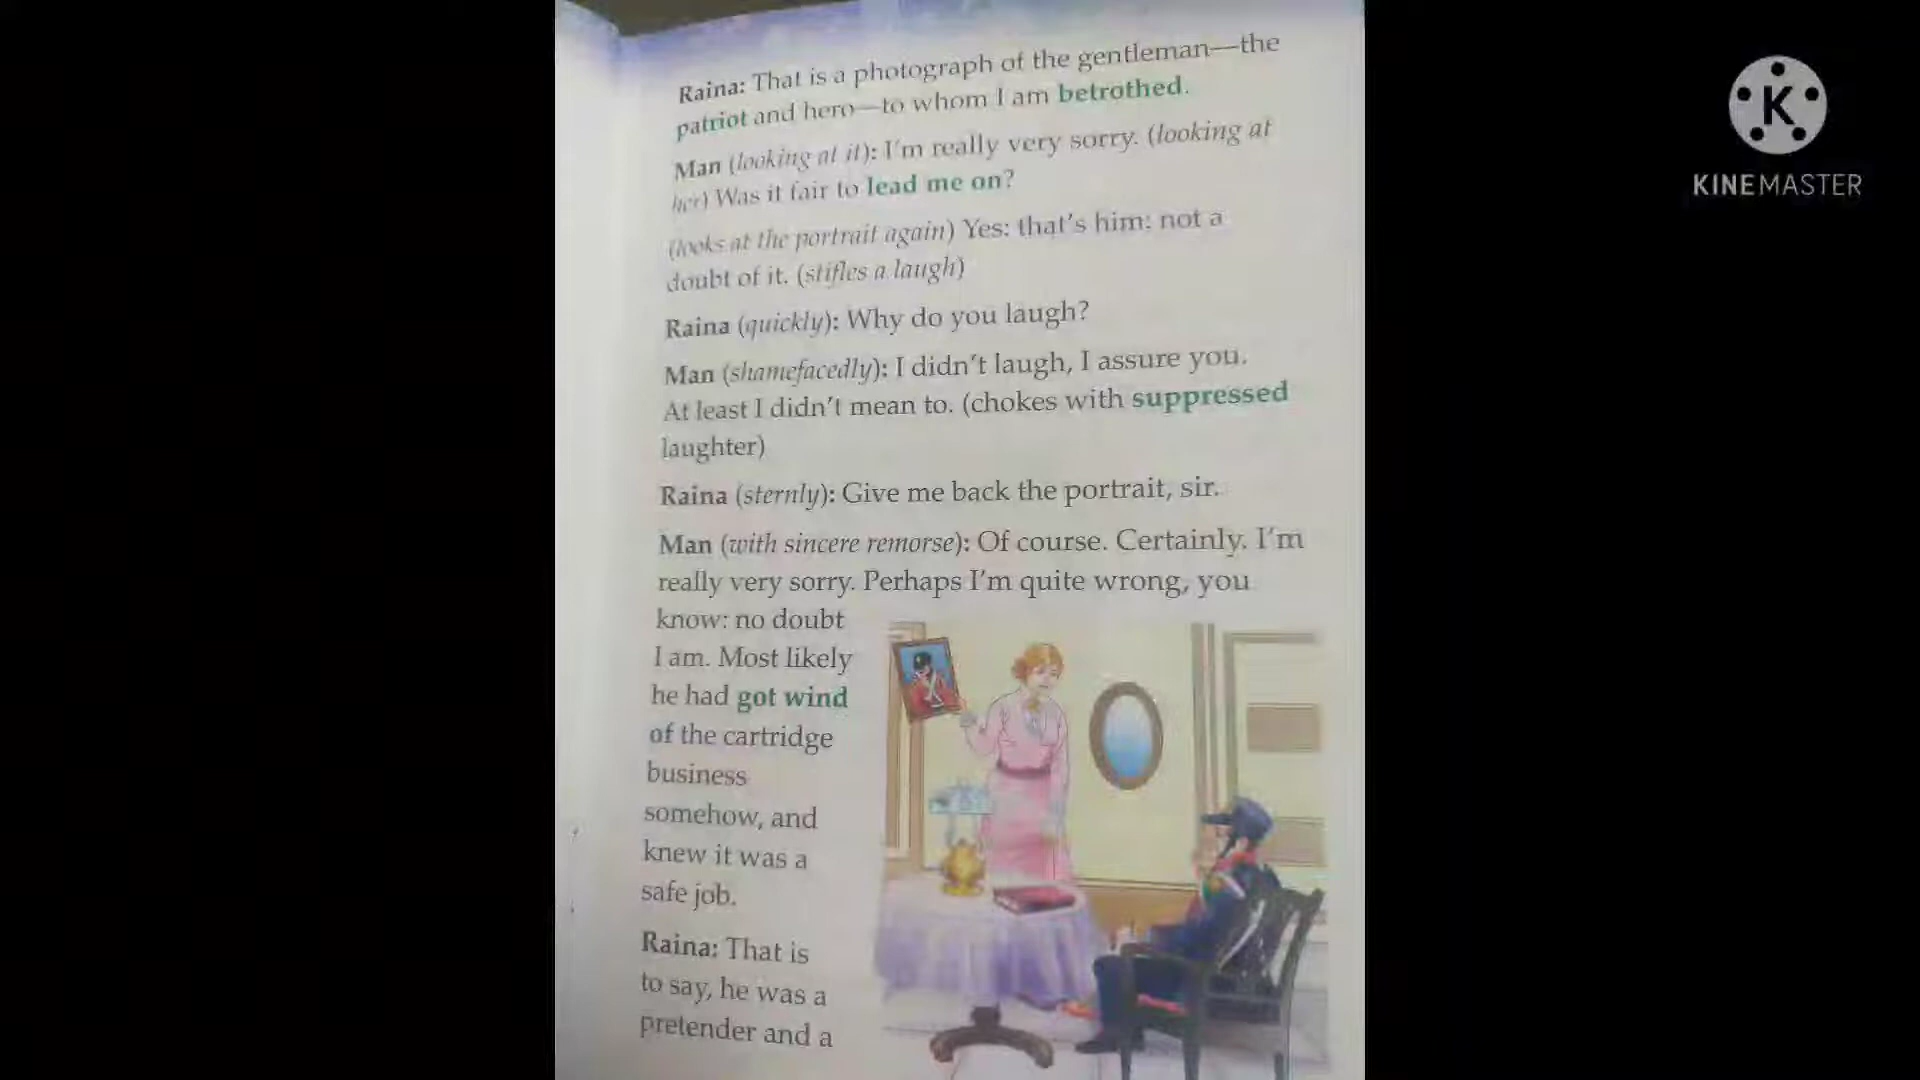 Raina: That is a photograph of the gentleman—the
patriot and hero—to whom I am betrothed.
Man (looking at it): I'm really very sorry. (looking at
her) Was it fair to lead me on?
(looks at the portrait again) Yes: that's him: not a
doubt of it. (stifles a laugh)
Raina (quickly): Why do you laugh?
Man (shamefacedly): I didn't laugh, I assure you.
At least I didn't mean to. (chokes with suppressed
laughter)
Raina (sternly): Give me back the portrait, sir.
Man (with sincere remorse): Of course. Certainly. I'm
really very sorry. Perhaps I'm quite wrong, you
know: no doubt
I am. Most likely
he had got wind
of the cartridge
business
somehow, and
knew it was a
safe job.
Raina: That is
to say, he was a
pretender and a
K
KINEMASTER